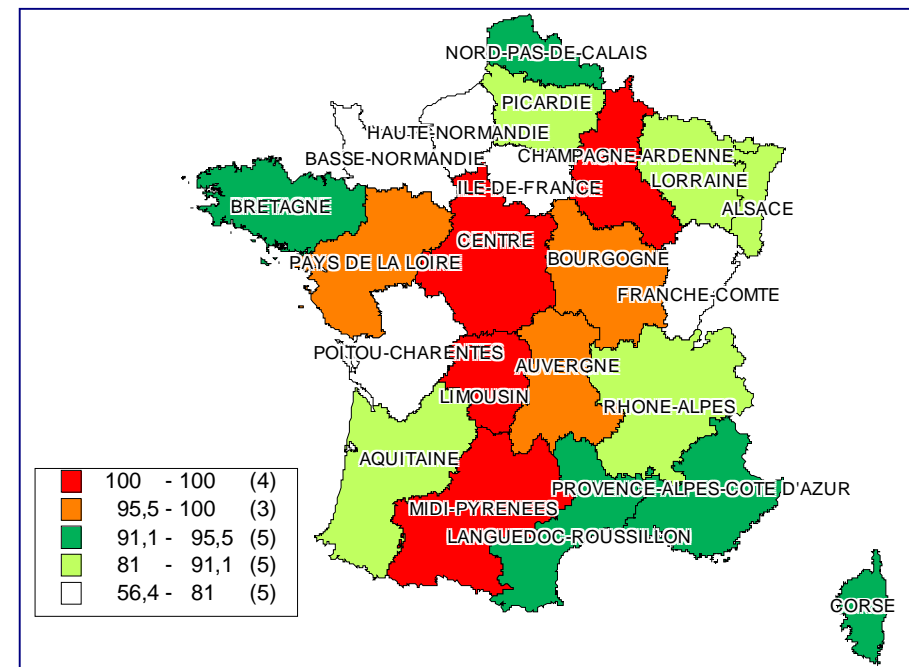 NORD-PAS-DE-CALAIS
PICARDIE
HAUTE-NORMANDIE
BASSE-NORMANDIE
CHAMPAGNE-ARDENNE
LORRAINE
ILE-DE-FRANCE
ALSACE
BRETAGNE
CENTRE
PAYS DE LA LOIRE
BOURGOGNE
FRANCHE-COMTE
POITOU-CHARENTES
AUVERGNE
LIMOUSIN
RHONE-ALPES
AQUITAINE
PROVENCE-ALPES-COTE D'AZUR
MIDI-PYRENEES
LANGUEDOC-ROUSSILLON
CORSE
100 - 100 (4)
95,5 - 100 (3)
91,1 - 95,5 (5)
81 - 91,1 (5)
56,4 - 81 (5)